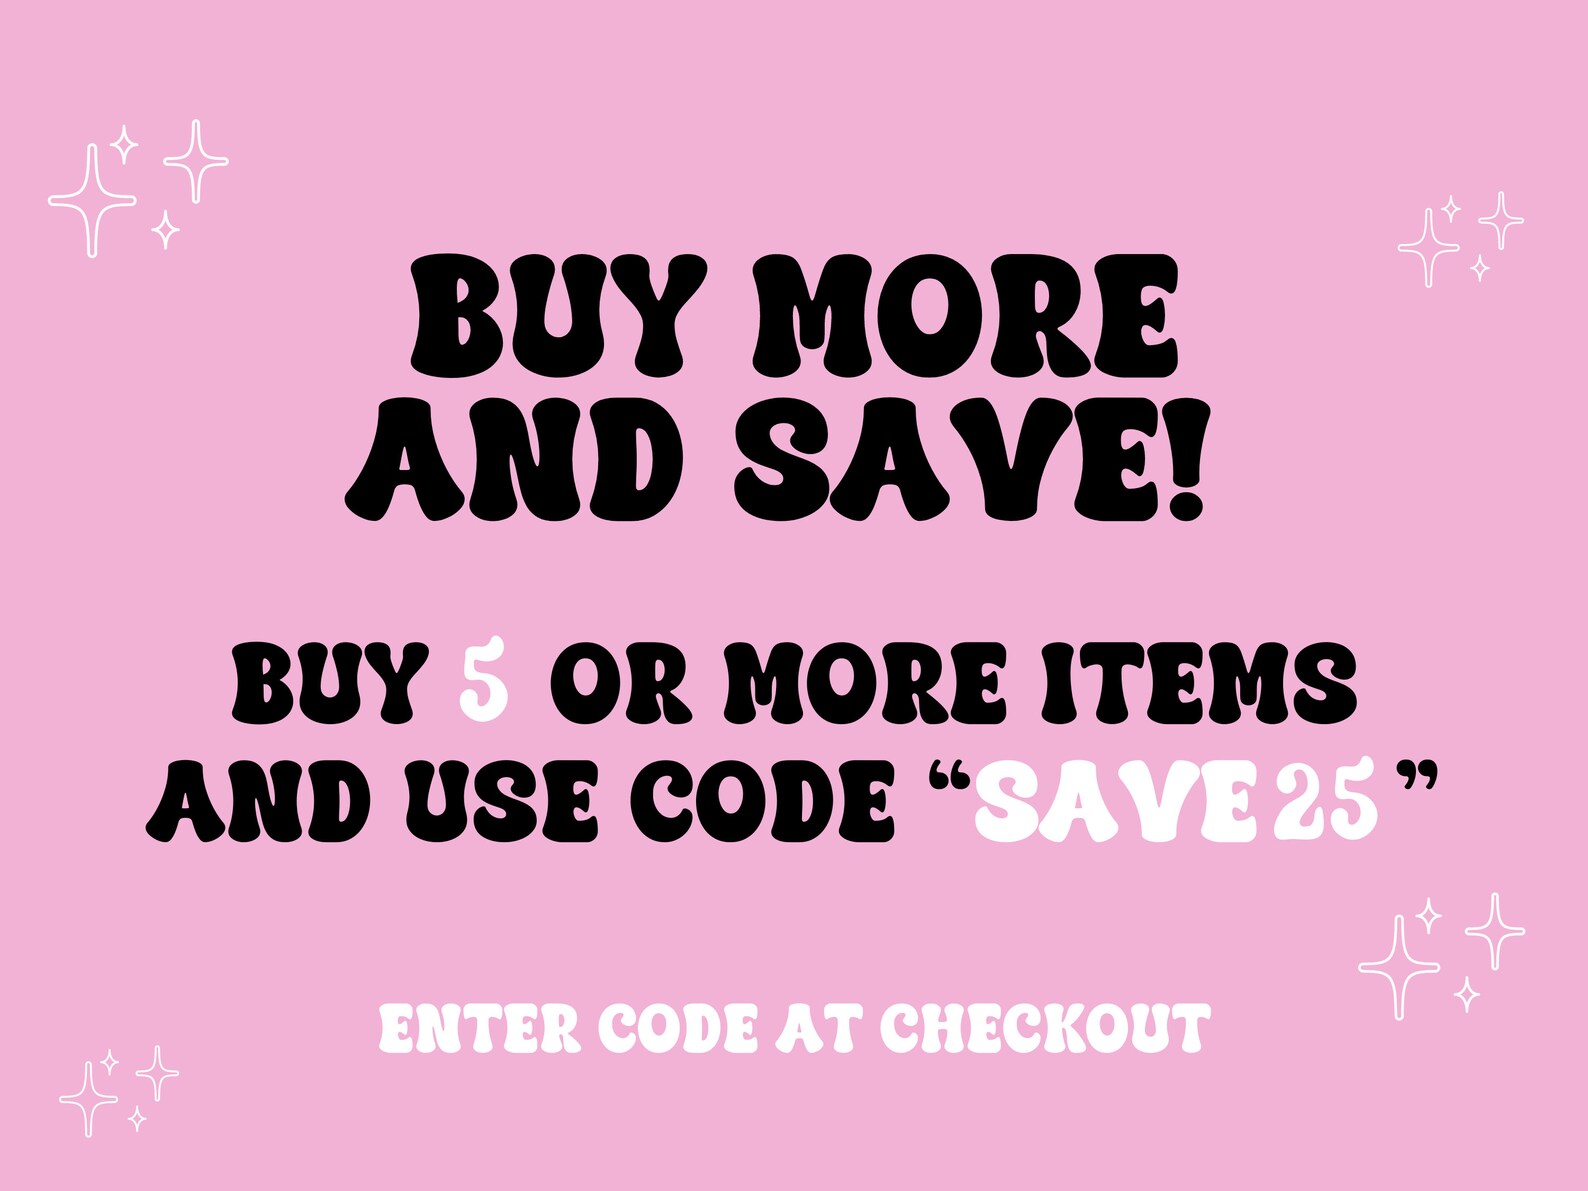 BUY MORE
AND SAVE!
BUY 5 OR MORE ITEMS
AND USE CODE “SAVE25”
ENTER CODE AT CHECKOUT